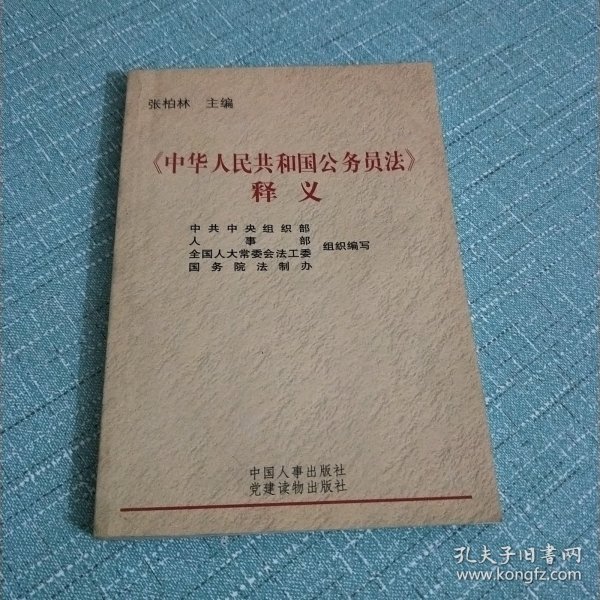 张柏林 主编
《中华人民共和国公务员法》
释义
中共中央组织部
人事部
全国人大常委会法工委
国务院法制办
组织编写
中国人事出版社
党建读物出版社
孔夫子旧书网
www.kongfz.com